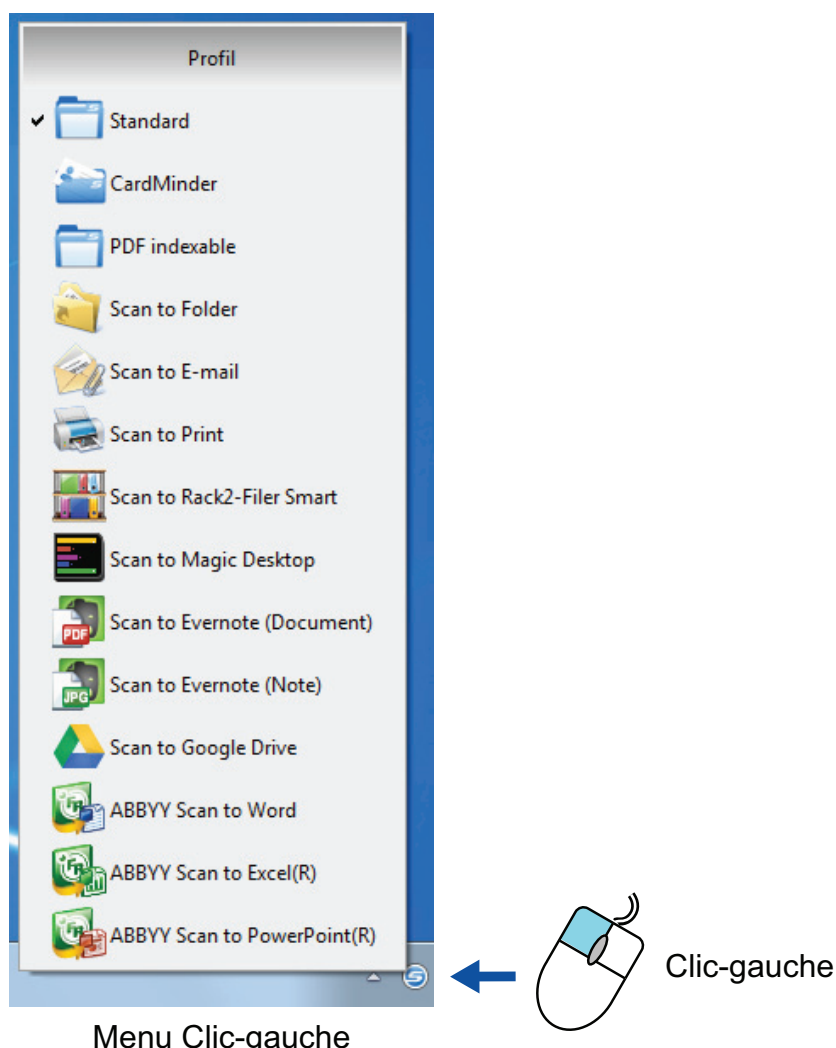 Profil
Standard
CardMinder
PDF indexable
Scan to Folder
Scan to E-mail
Scan to Print
Scan to Rack2-Filer Smart
Scan to Magic Desktop
PDF
Scan to Evernote (Document)
JPG
Scan to Evernote (Note)
Scan to Google Drive
ABBYY Scan to Word
ABBYY Scan to Excel(R)
ABBYY Scan to PowerPoint(R)
Clic-gauche
Menu Clic-gauche